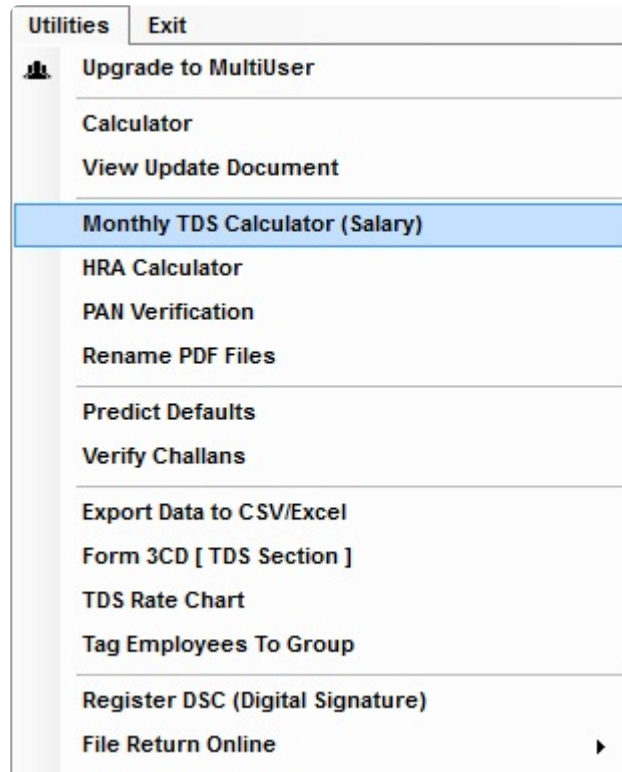 Utilities Exit
Upgrade to MultiUser
Calculator
View Update Document
Monthly TDS Calculator (Salary)
HRA Calculator
PAN Verification
Rename PDF Files
Predict Defaults
Verify Challans
Export Data to CSV/Excel
Form 3CD [ TDS Section ]
TDS Rate Chart
Tag Employees To Group
Register DSC (Digital Signature)
File Return Online